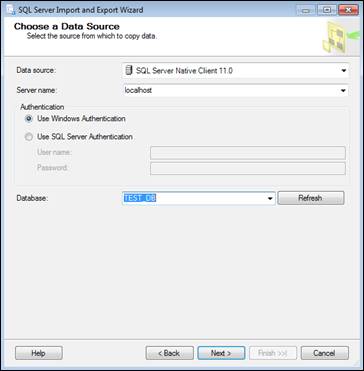 SQL Server Import and Export Wizard
Choose a Data Source
Select the source from which to copy data.
Data source: SQL Server Native Client 11.0
Server name: localhost
Authentication
Use Windows Authentication
Use SQL Server Authentication
User name:
Password:
Database: TEST_DB Refresh
Help < Back Next > Finish >>| Cancel